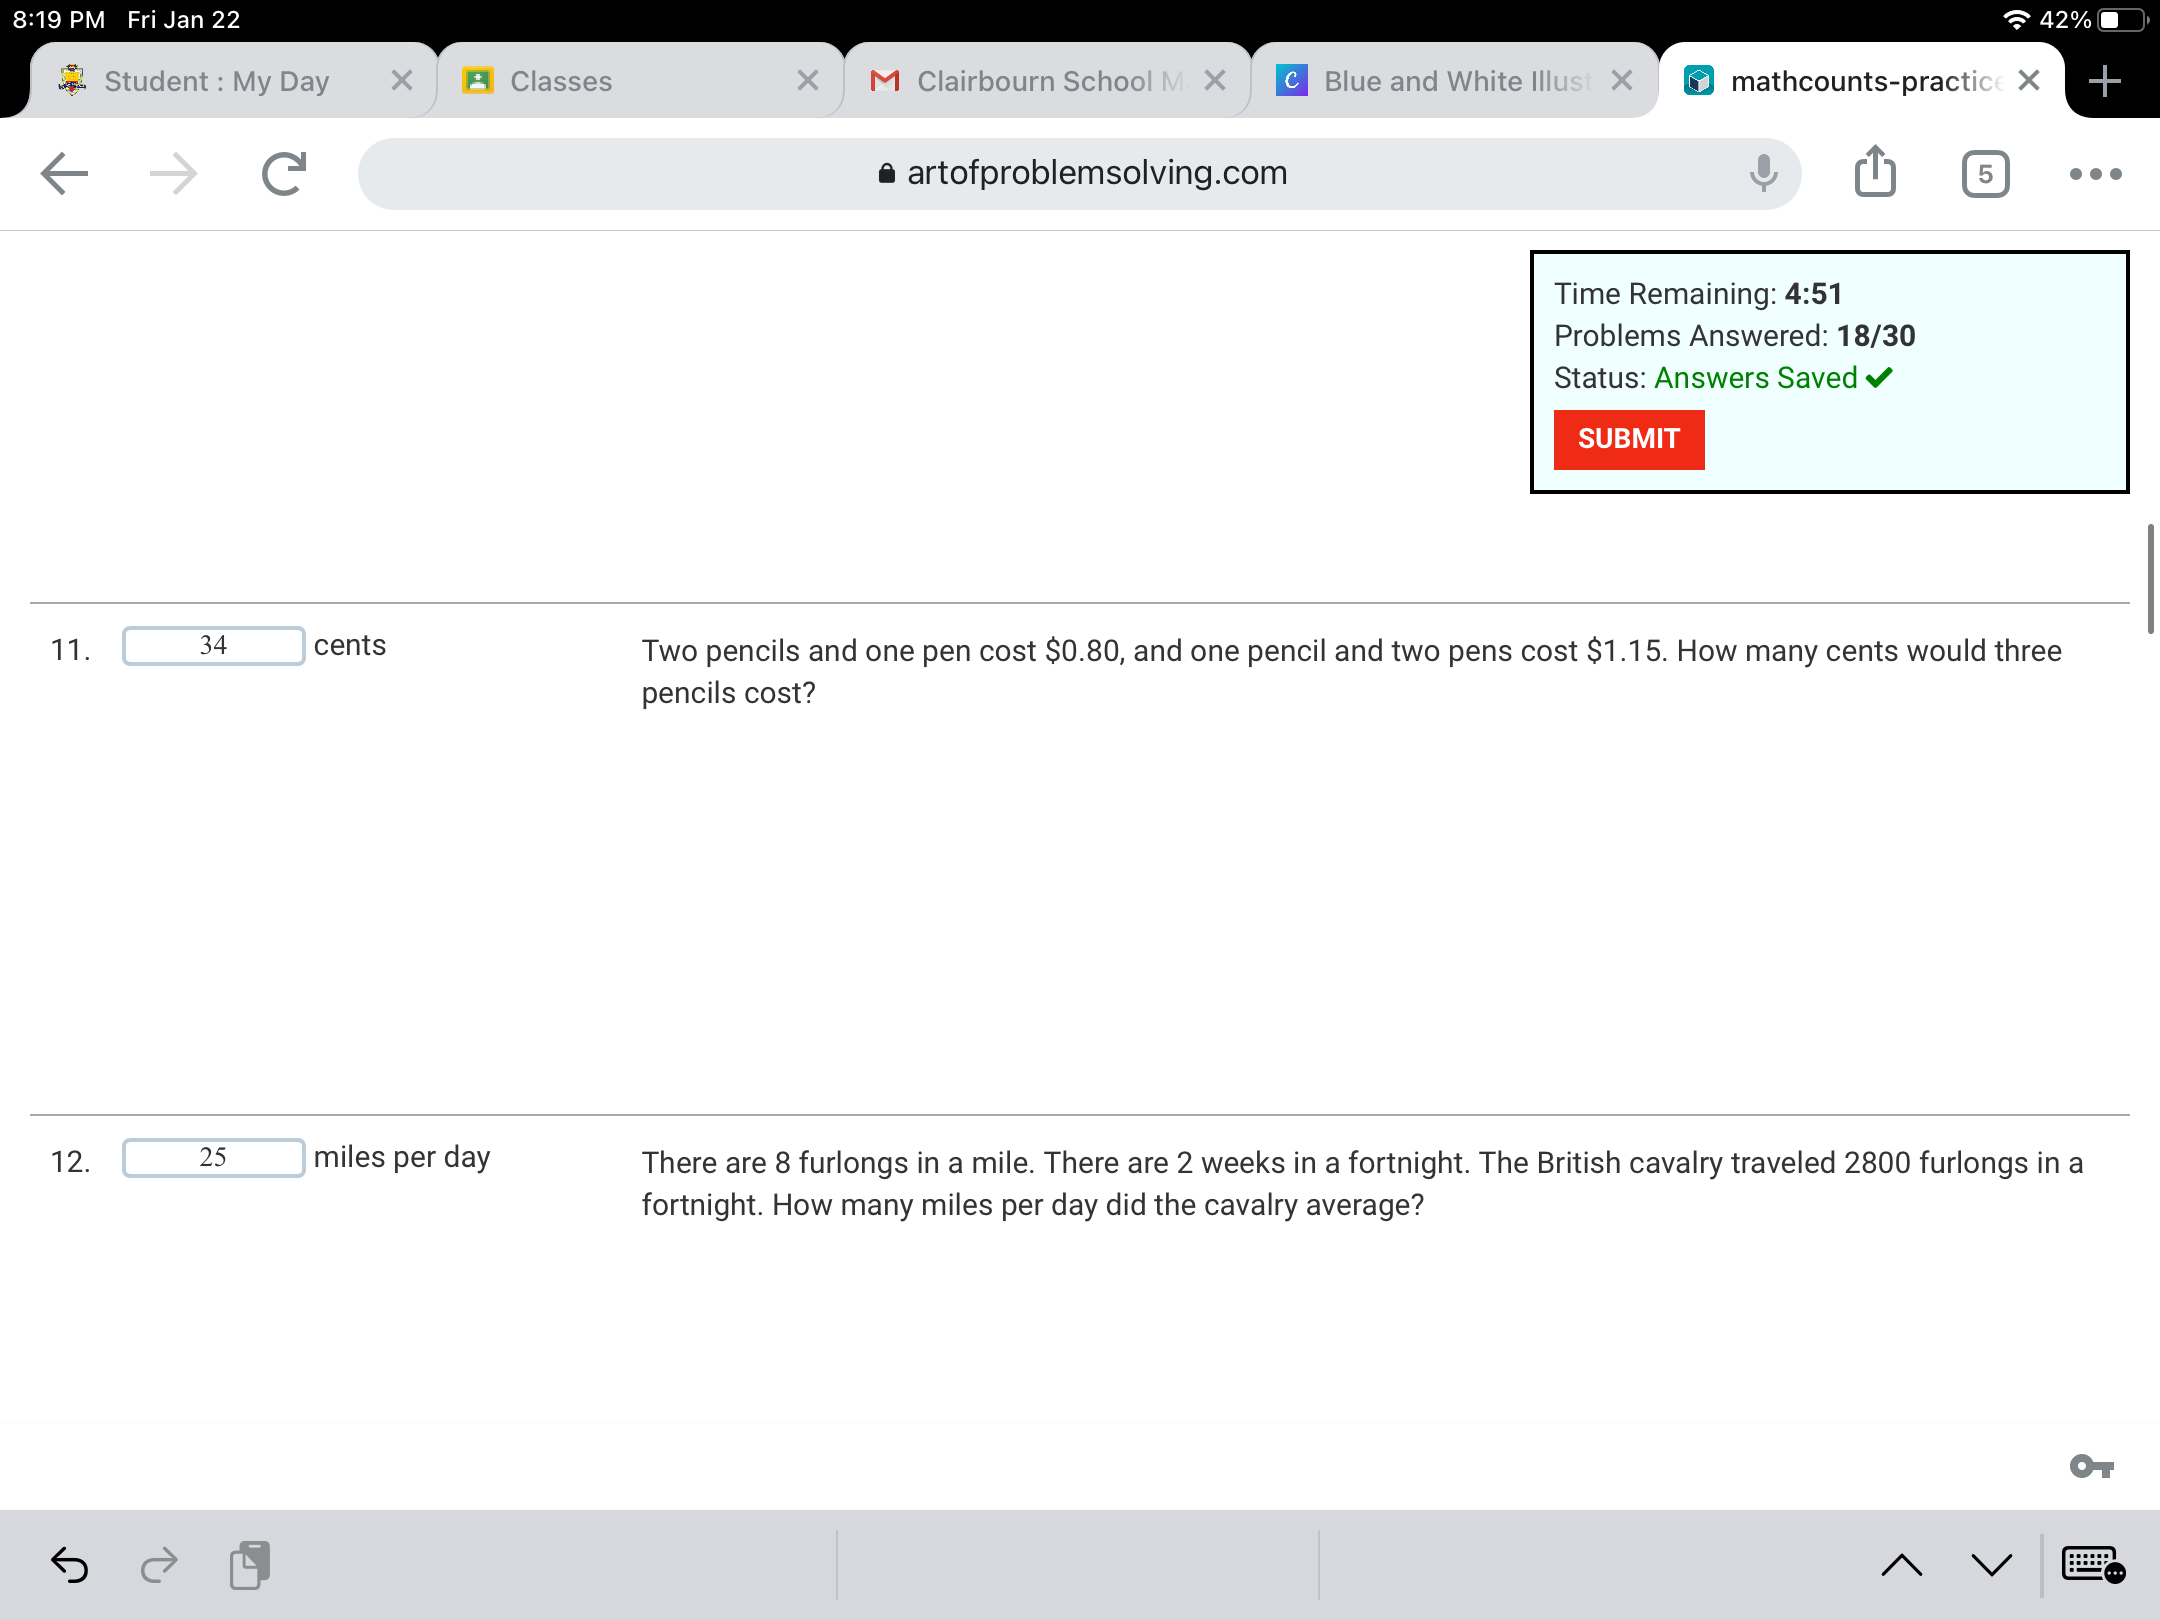 8:19 PM Fri Jan 22
42%
Student : My Day
Classes
Clairbourn School M
Blue and White Illust
mathcounts-practice
artofproblemsolving.com
5
Time Remaining: 4:51
Problems Answered: 18/30
Status: Answers Saved
SUBMIT
11. 34 cents
Two pencils and one pen cost $0.80, and one pencil and two pens cost $1.15. How many cents would three
pencils cost?
12. 25 miles per day
There are 8 furlongs in a mile. There are 2 weeks in a fortnight. The British cavalry traveled 2800 furlongs in a
fortnight. How many miles per day did the cavalry average?